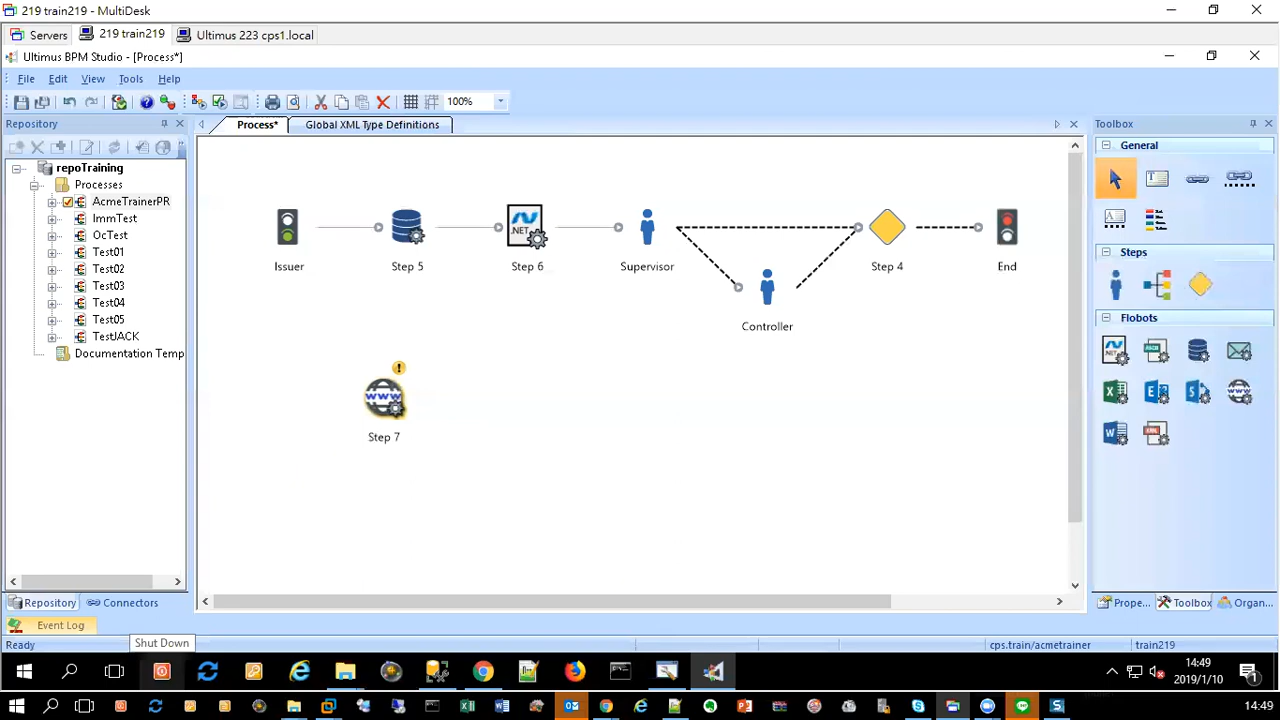 219 train219 - MultiDesk
Servers 219 train219 Ultimus 223 cps1.local
Ultimus BPM Studio - [Process*]
File Edit View Tools Help
100%
Repository
Process* Global XML Type Definitions
Toolbox
repoTraining
Processes
AcmeTrainerPR
ImmTest
OcTest
Test01
Test02
Test03
Test04
Test05
TestJACK
Documentation Temp
Issuer
Step 5
.NET
Step 6
Supervisor
Step 4
End
Controller
!
WWW
Step 7
General
Steps
Flobots
Repository Connectors
Prope... Toolbox Organ...
Event Log
Shut Down
Ready
cps.train/acmetrainer train219
14:49
2019/1/10
1
14:49